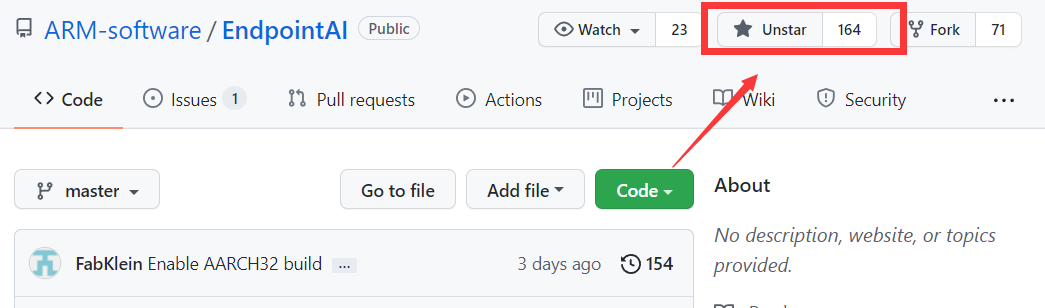 ARM-software / EndpointAI Public Watch 23 Unstar 164 Fork 71
Code Issues 1 Pull requests Actions Projects Wiki Security ...
master Go to file Add file Code About
No description, website, or topics
provided.
FabKlein Enable AARCH32 build ... 3 days ago 154